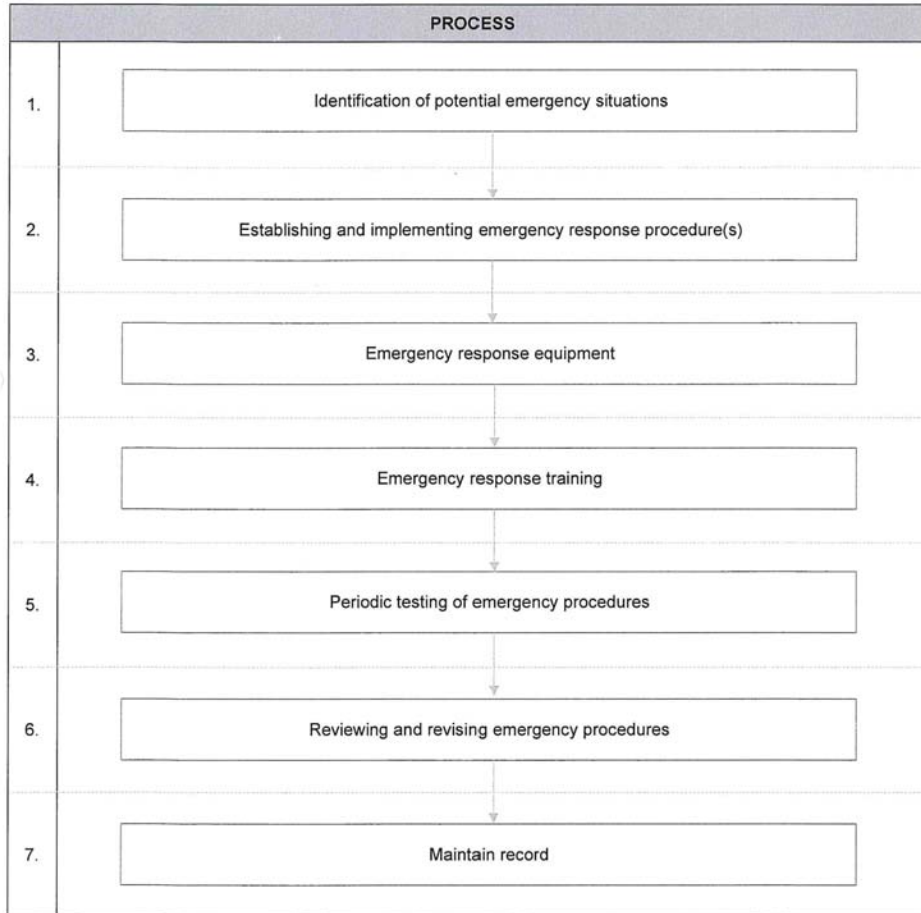 PROCESS
1.
Identification of potential emergency situations
2.
Establishing and implementing emergency response procedure(s)
3.
Emergency response equipment
4.
Emergency response training
5.
Periodic testing of emergency procedures
6.
Reviewing and revising emergency procedures
7.
Maintain record